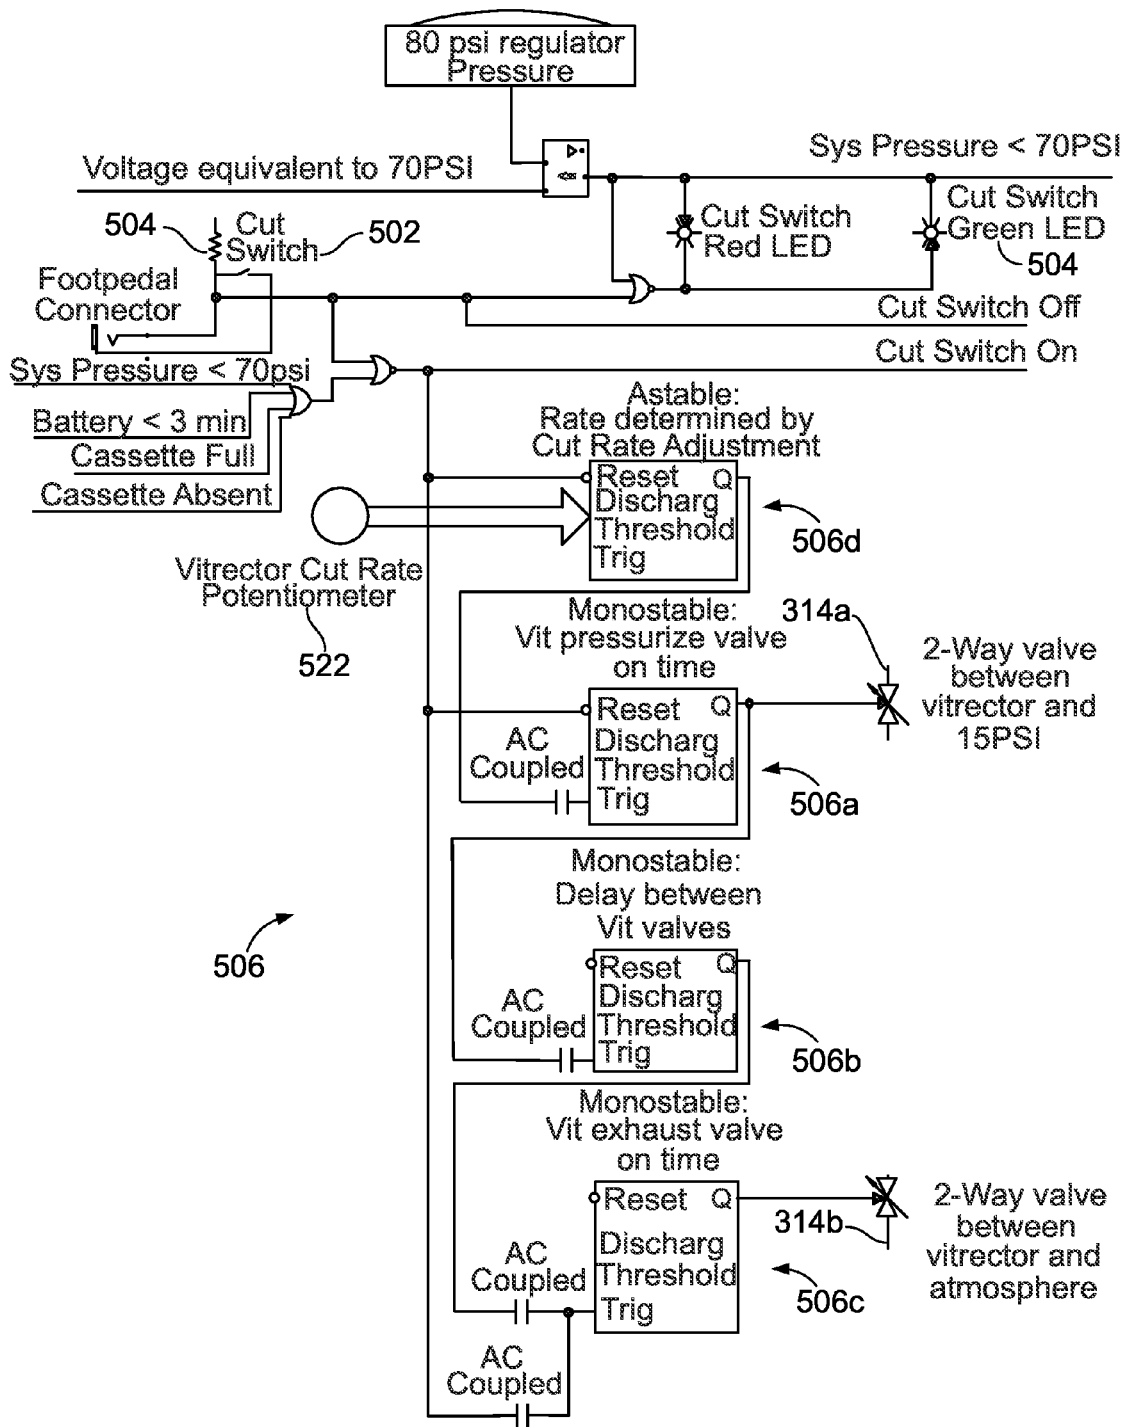 80 psi regulator
Pressure
Sys Pressure < 70PSI
Voltage equivalent to 70PSI
504
Cut
Switch
502
Cut Switch
Red LED
Cut Switch
Green LED
504
Footpedal
Connector
Cut Switch Off
Cut Switch On
Sys Pressure < 70psi
Battery < 3 min
Cassette Full
Cassette Absent
Astable:
Rate determined by
Cut Rate Adjustment
Reset Q
Discharg
Threshold
Trig
506d
Vitrector Cut Rate
Potentiometer
522
Monostable:
Vit pressurize valve
on time
314a
2-Way valve
between
vitrector and
15PSI
Reset Q
Discharg
Threshold
Trig
AC
Coupled
506a
Monostable:
Delay between
Vit valves
506
Reset Q
Discharg
Threshold
Trig
AC
Coupled
506b
Monostable:
Vit exhaust valve
on time
Reset Q
Discharg
Threshold
Trig
314b
2-Way valve
between
vitrector and
atmosphere
AC
Coupled
506c
AC
Coupled